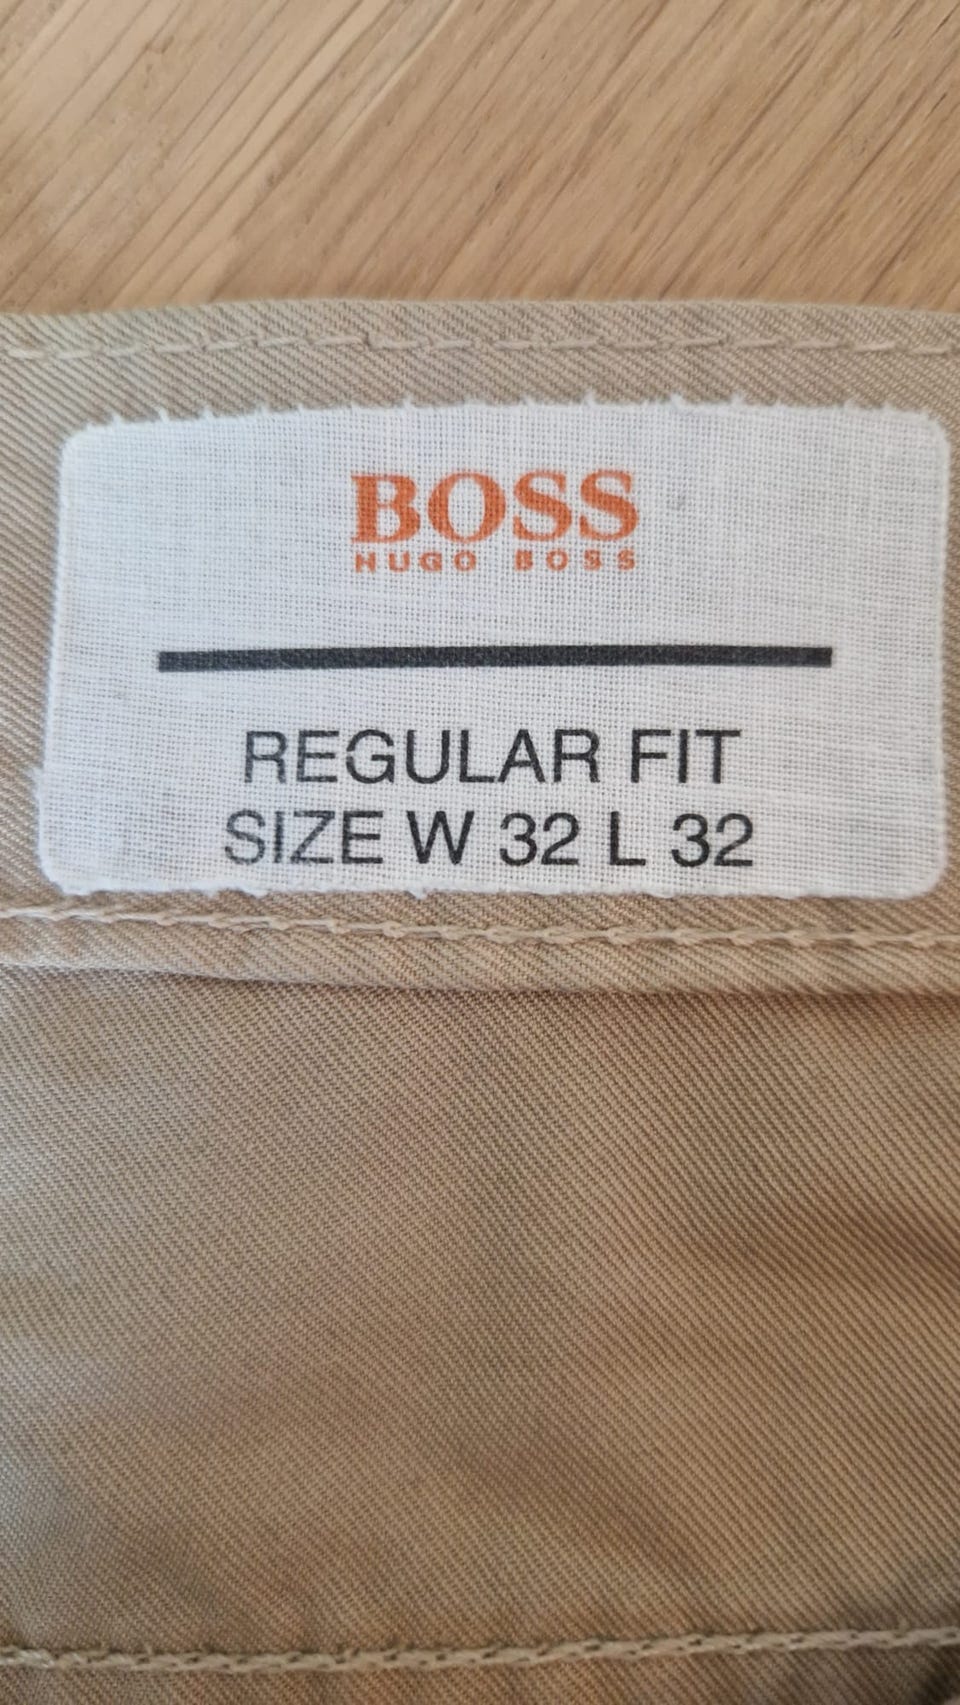 BOSS
HUGO BOSS
REGULAR FIT
SIZE W 32 L 32